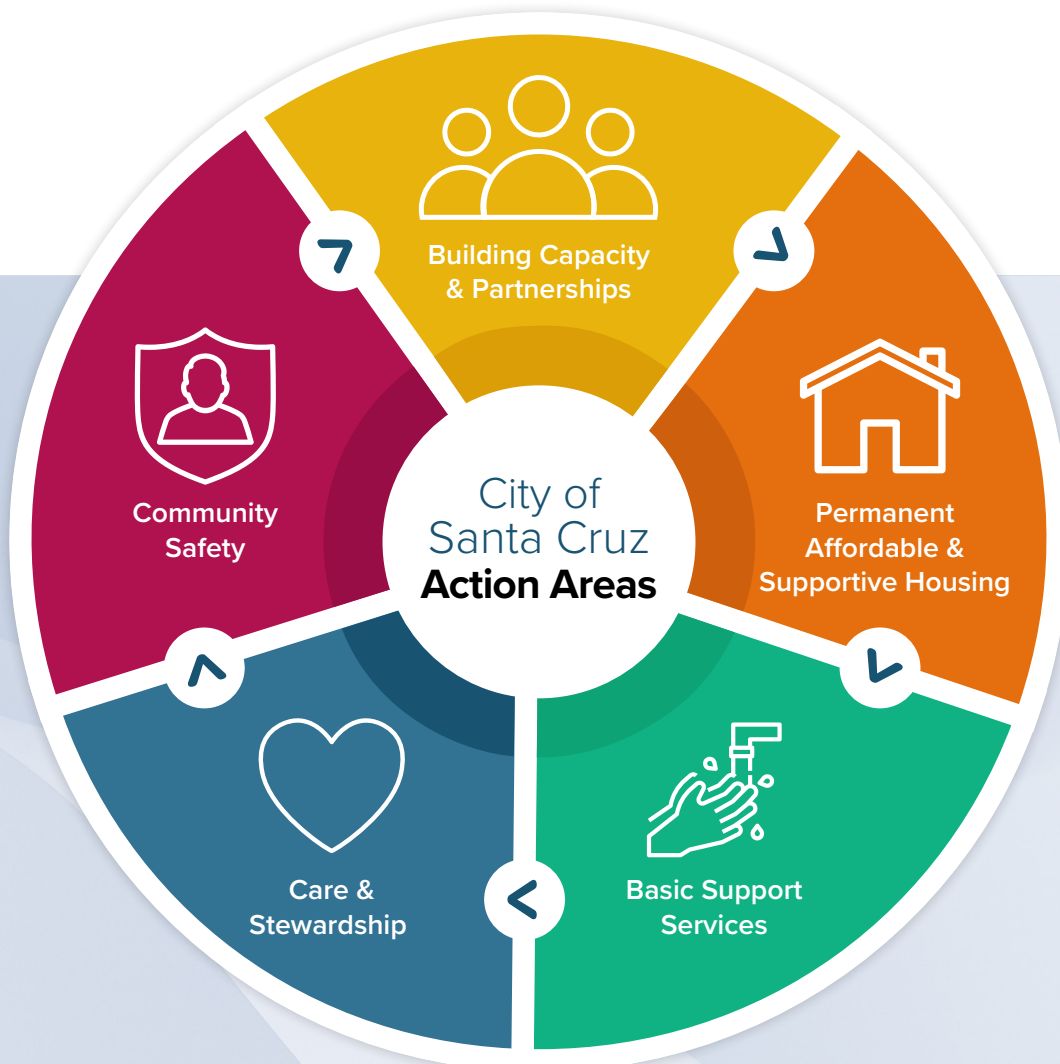 Building Capacity
& Partnerships
Permanent
Affordable &
Supportive Housing
Basic Support
Services
Care &
Stewardship
Community
Safety
City of
Santa Cruz
Action Areas